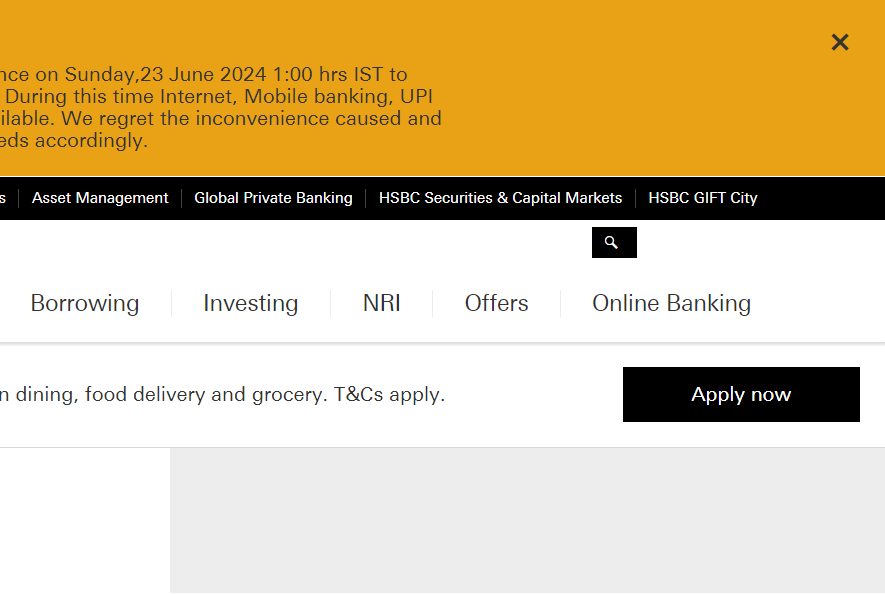 nce on Sunday,23 June 2024 1:00 hrs IST to
During this time Internet, Mobile banking, UPI
ilable. We regret the inconvenience caused and
eds accordingly.
s Asset Management Global Private Banking HSBC Securities & Capital Markets HSBC GIFT City
Borrowing Investing NRI Offers Online Banking
n dining, food delivery and grocery. T&Cs apply. Apply now